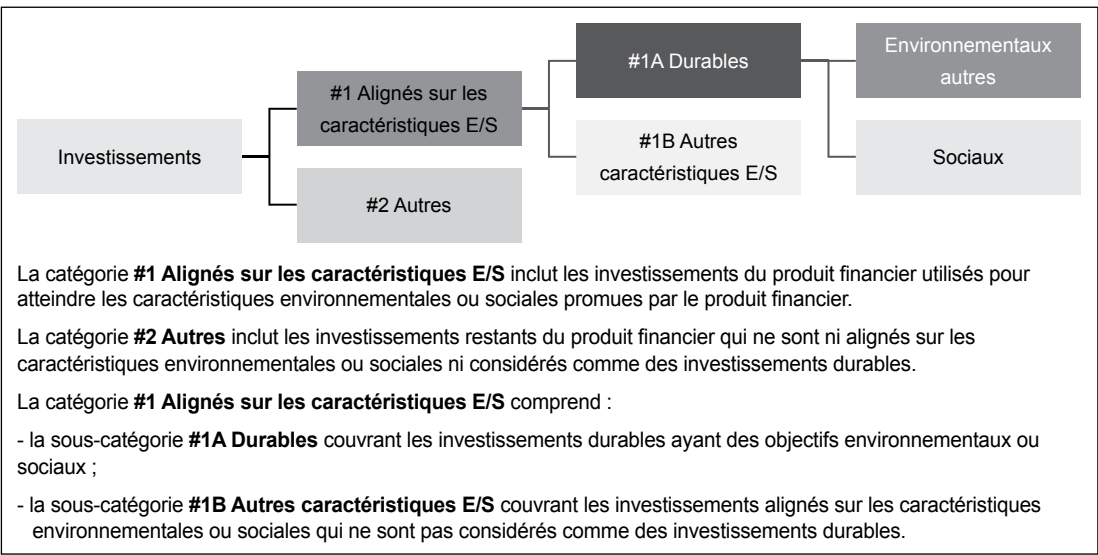 Investissements
#1 Alignés sur les
caractéristiques E/S
#2 Autres
#1A Durables
#1B Autres
caractéristiques E/S
Environnementaux
autres
Sociaux
La catégorie #1 Alignés sur les caractéristiques E/S inclut les investissements du produit financier utilisés pour
atteindre les caractéristiques environnementales ou sociales promues par le produit financier.
La catégorie #2 Autres inclut les investissements restants du produit financier qui ne sont ni alignés sur les
caractéristiques environnementales ou sociales ni considérés comme des investissements durables.
La catégorie #1 Alignés sur les caractéristiques E/S comprend :
- la sous-catégorie #1A Durables couvrant les investissements durables ayant des objectifs environnementaux ou
sociaux ;
- la sous-catégorie #1B Autres caractéristiques E/S couvrant les investissements alignés sur les caractéristiques
environnementales ou sociales qui ne sont pas considérés comme des investissements durables.